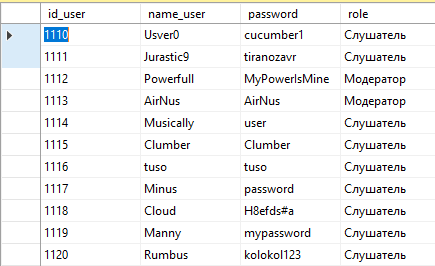 id_user name_user password role
1110 Usver0 cucumber1 Слушатель
1111 Jurastic9 tiranozavr Слушатель
1112 Powerfull MyPowerIsMine Модератор
1113 AirNus AirNus Модератор
1114 Musically user Слушатель
1115 Clumber Clumber Слушатель
1116 tuso tuso Слушатель
1117 Minus password Слушатель
1118 Cloud H8efds#a Слушатель
1119 Manny mypassword Слушатель
1120 Rumbus kolokol123 Слушатель